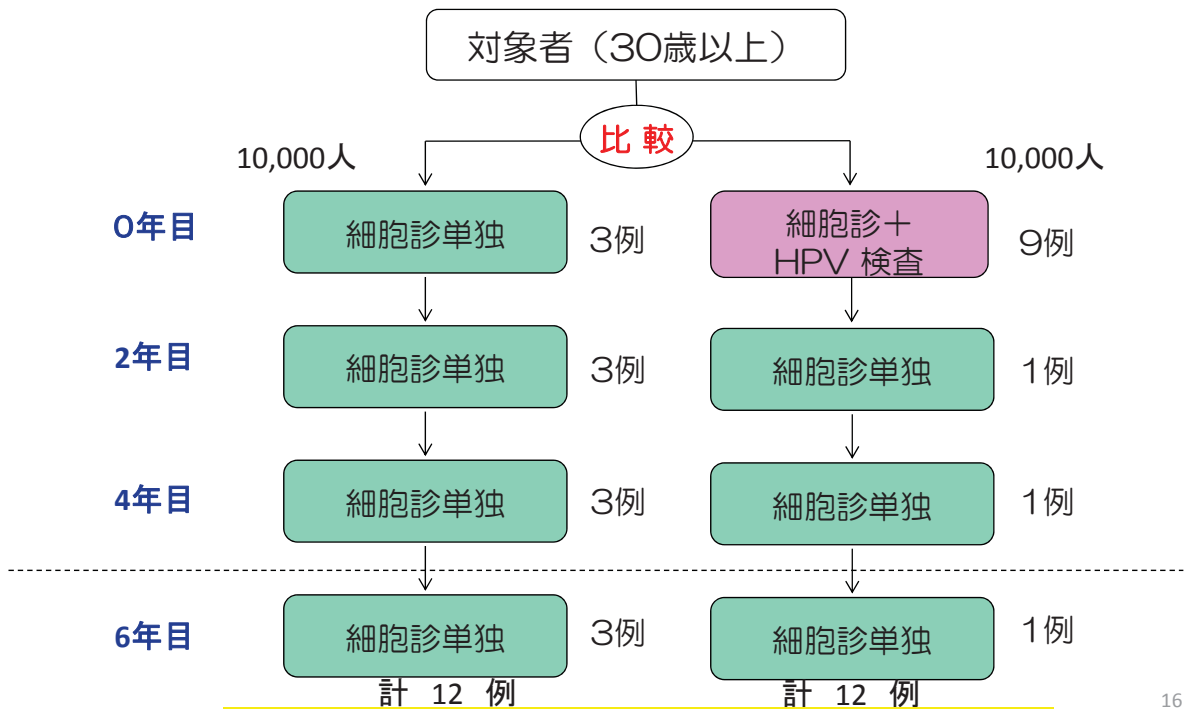 対象者（30歳以上）
比 較
10,000人
10,000人
0年目
細胞診単独
3例
細胞診＋
HPV 検査
9例
2年目
細胞診単独
3例
細胞診単独
1例
4年目
細胞診単独
3例
細胞診単独
1例
6年目
細胞診単独
3例
細胞診単独
1例
計 12 例
計 12 例
16